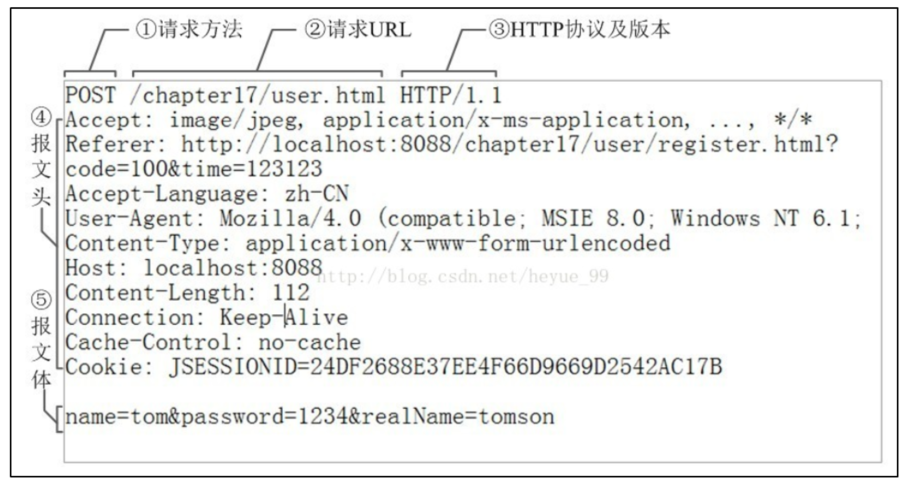 ①请求方法 ②请求URL ③HTTP协议及版本
POST /chapter17/user.html HTTP/1.1
④报文头
Accept: image/jpeg, application/x-ms-application, ..., */*
Referer: http://localhost:8088/chapter17/user/register.html?
code=100&time=123123
Accept-Language: zh-CN
User-Agent: Mozilla/4.0 (compatible; MSIE 8.0; Windows NT 6.1;
Content-Type: application/x-www-form-urlencoded
Host: localhost:8088
http://blog.csdn.net/heyue_99
Content-Length: 112
Connection: Keep-Alive
Cache-Control: no-cache
Cookie: JSESSIONID=24DF2688E37EE4F66D9669D2542AC17B
⑤报文体
name=tom&password=1234&realName=tomson